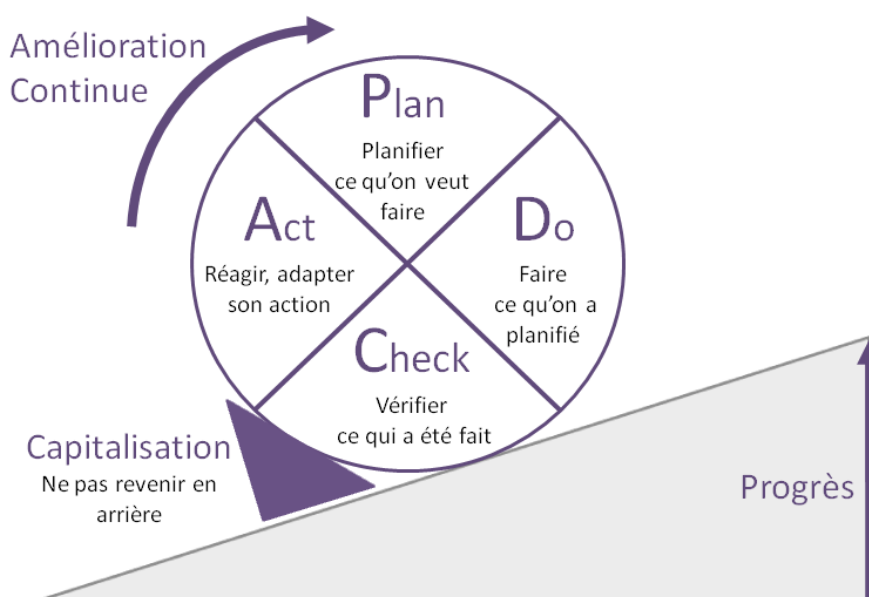 Amélioration
Continue
Plan
Planifier
ce qu'on veut
faire
Act
Réagir, adapter
son action
Do
Faire
ce qu'on a
planifié
Check
Vérifier
ce qui a été fait
Capitalisation
Ne pas revenir en
arrière
Progrès